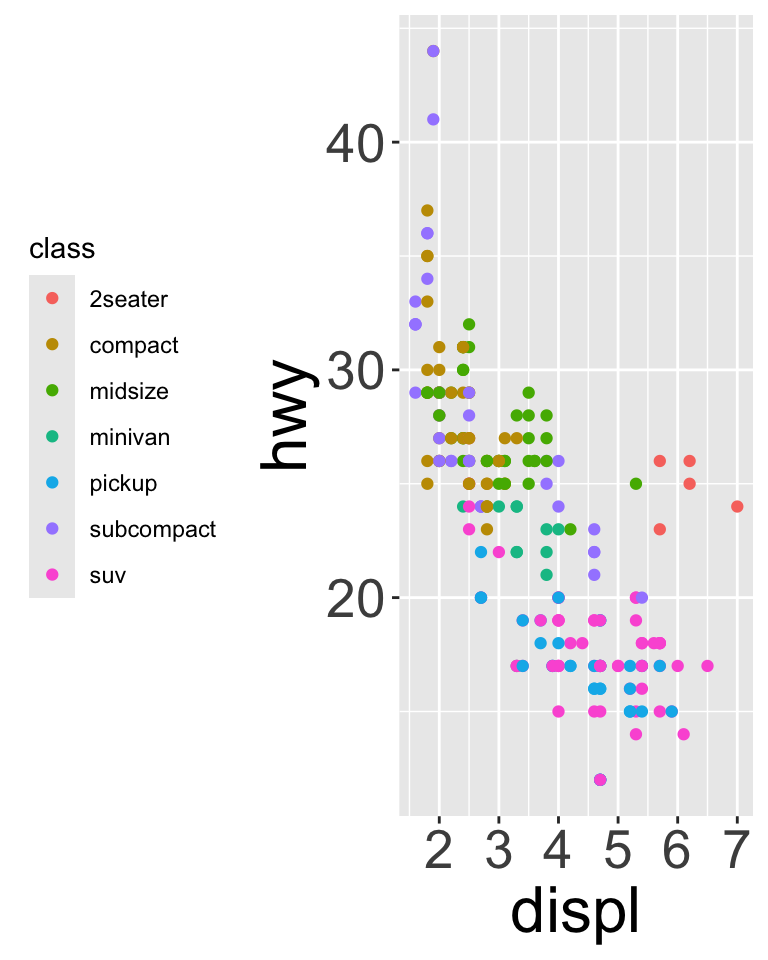 class
2seater
compact
midsize
minivan
pickup
subcompact
suv
hwy
40
30
20
2 3 4 5 6 7
displ